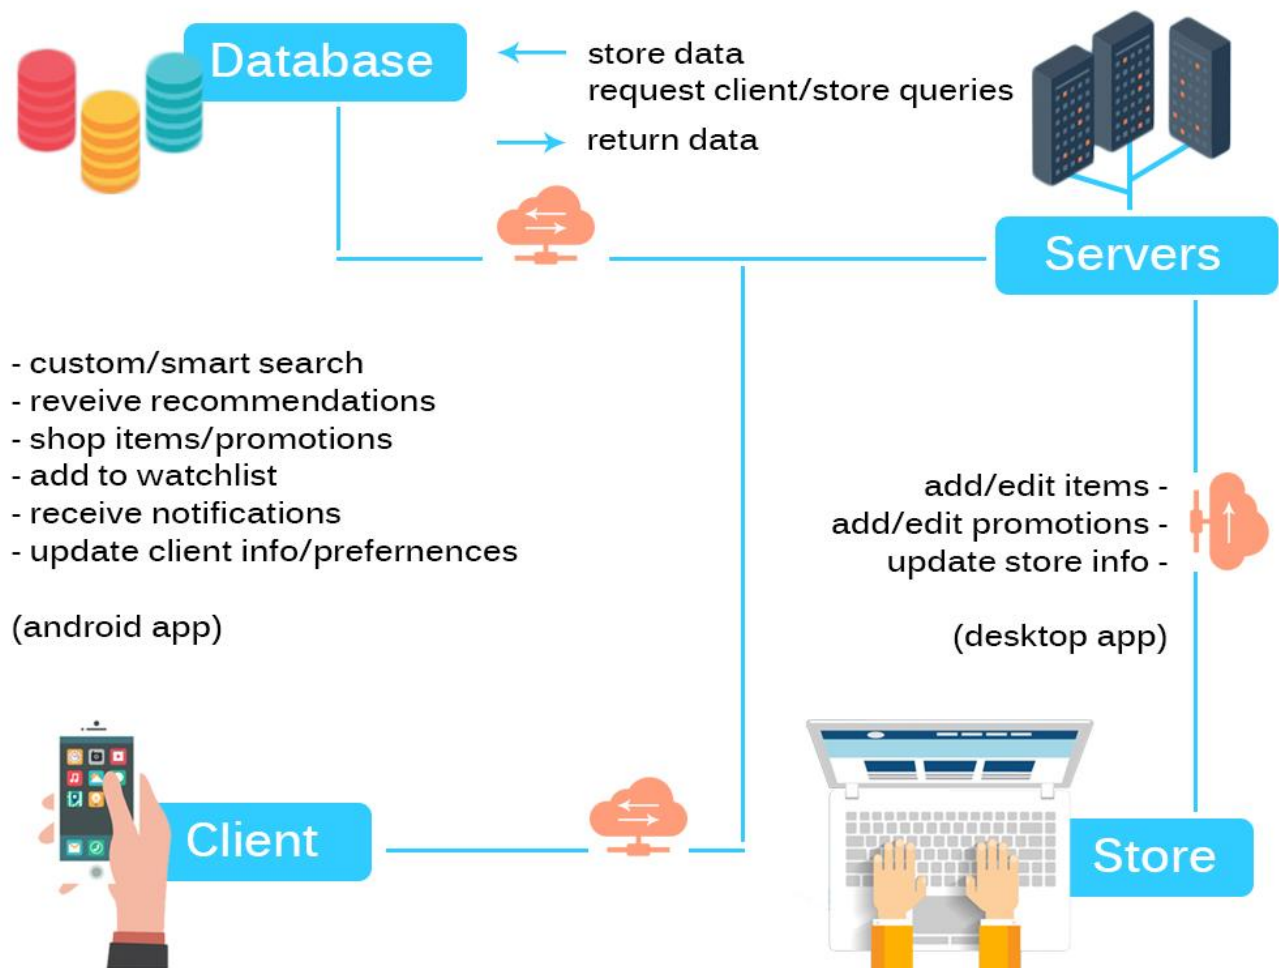 Database
store data
request client/store queries
return data
Servers
- custom/smart search
- reveive recommendations
- shop items/promotions
- add to watchlist
- receive notifications
- update client info/prefernences
(android app)
add/edit items -
add/edit promotions -
update store info -
(desktop app)
Client
Store